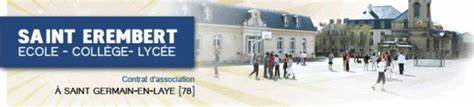 SAINT EREMBERT
ECOLE - COLLÈGE- LYCÉE
Contrat d'association
À SAINT GERMAIN-EN-LAYE [78]